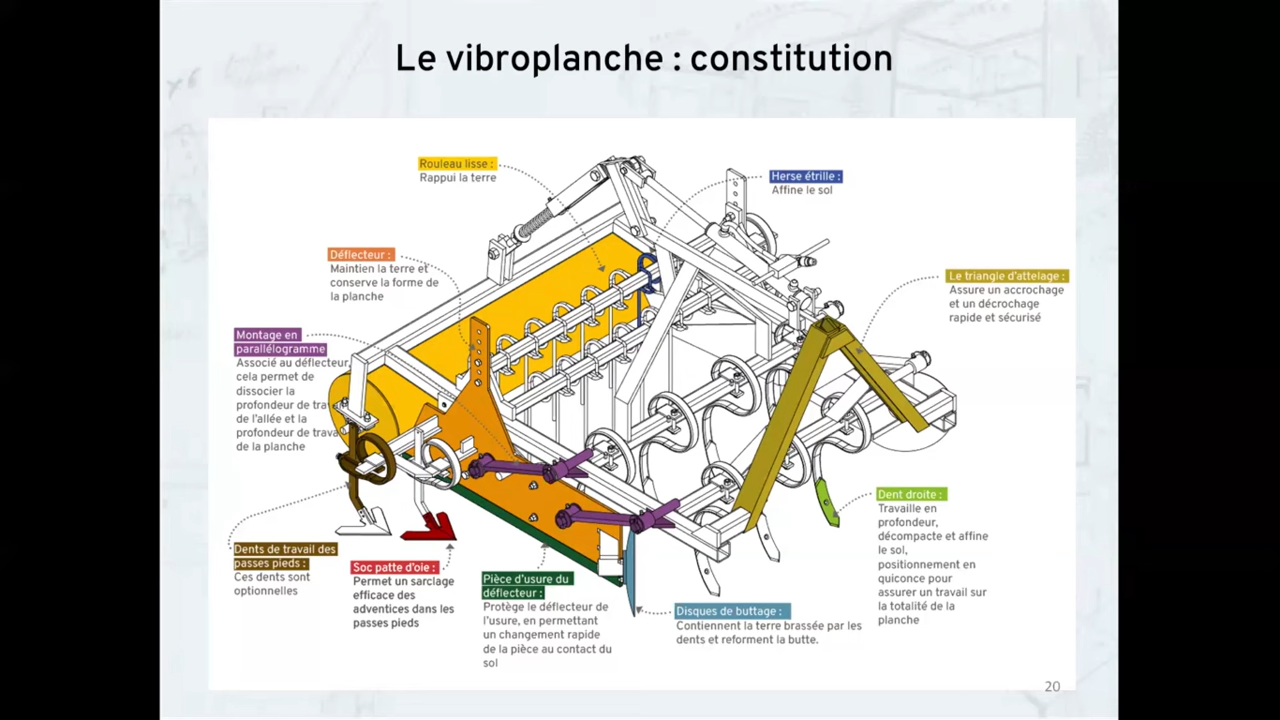 Le vibroplanche : constitution
Rouleau lisse :
Rappui la terre
Herse étrille :
Affine le sol
Déflecteur :
Maintien la terre et
conserve la forme de
la planche
Le triangle d'attelage :
Assure un accrochage
et un décrochage
rapide et sécurisé
Montage en
parallélogramme
Associé au déflecteur,
cela permet de
dissocier la
profondeur de
de l'allée et la
profondeur de
de la planche
Dent droite :
Travaille en
profondeur,
décompacte et affine
le sol,
positionnement en
quiconce pour
assurer un travail sur
la totalité de la
planche
Dents de travail des
passes pieds :
Ces dents sont
optionnelles
Soc patte d'oie :
Permet un sarclage
efficace des
adventices dans les
passes pieds
Pièce d'usure du
déflecteur :
Protège le déflecteur de
l'usure, en permettant
un changement rapide
de la pièce au contact du
sol
Disques de buttage :
Contiennent la terre brassée par les
dents et reforment la butte.
20